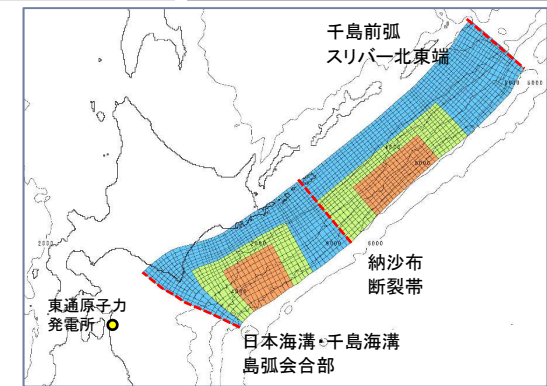 千島前弧
スリバー北東端
納沙布
断裂帯
東通原子力
発電所
日本海溝・千島海溝
島弧会合部
2000
6000